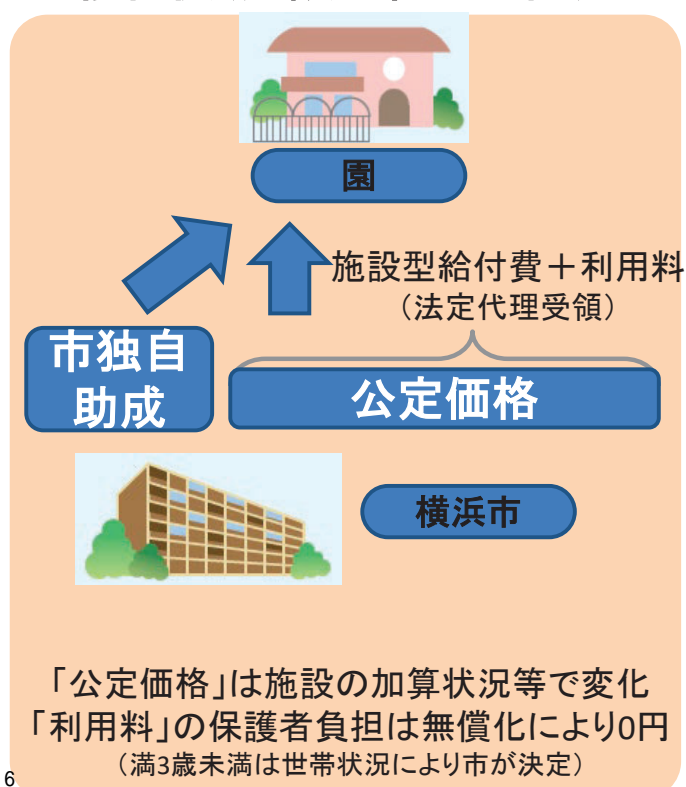 園
施設型給付費＋利用料
（法定代理受領）
市独自
助成
公定価格
横浜市
「公定価格」は施設の加算状況等で変化
「利用料」の保護者負担は無償化により0円
（満3歳未満は世帯状況により市が決定）
6